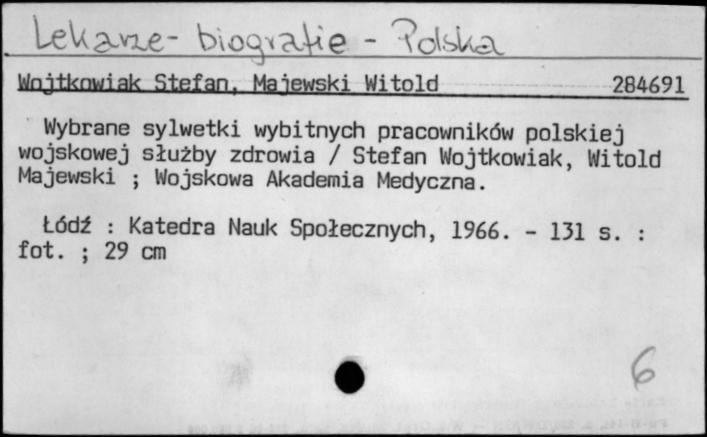 Lekarze - biografie - Polska
Wojtkowiak Stefan, Majewski Witold 284691
Wybrane sylwetki wybitnych pracowników polskiej
wojskowej służby zdrowia / Stefan Wojtkowiak, Witold
Majewski ; Wojskowa Akademia Medyczna.
Łódź : Katedra Nauk Społecznych, 1966. - 131 s. :
fot. ; 29 cm
6